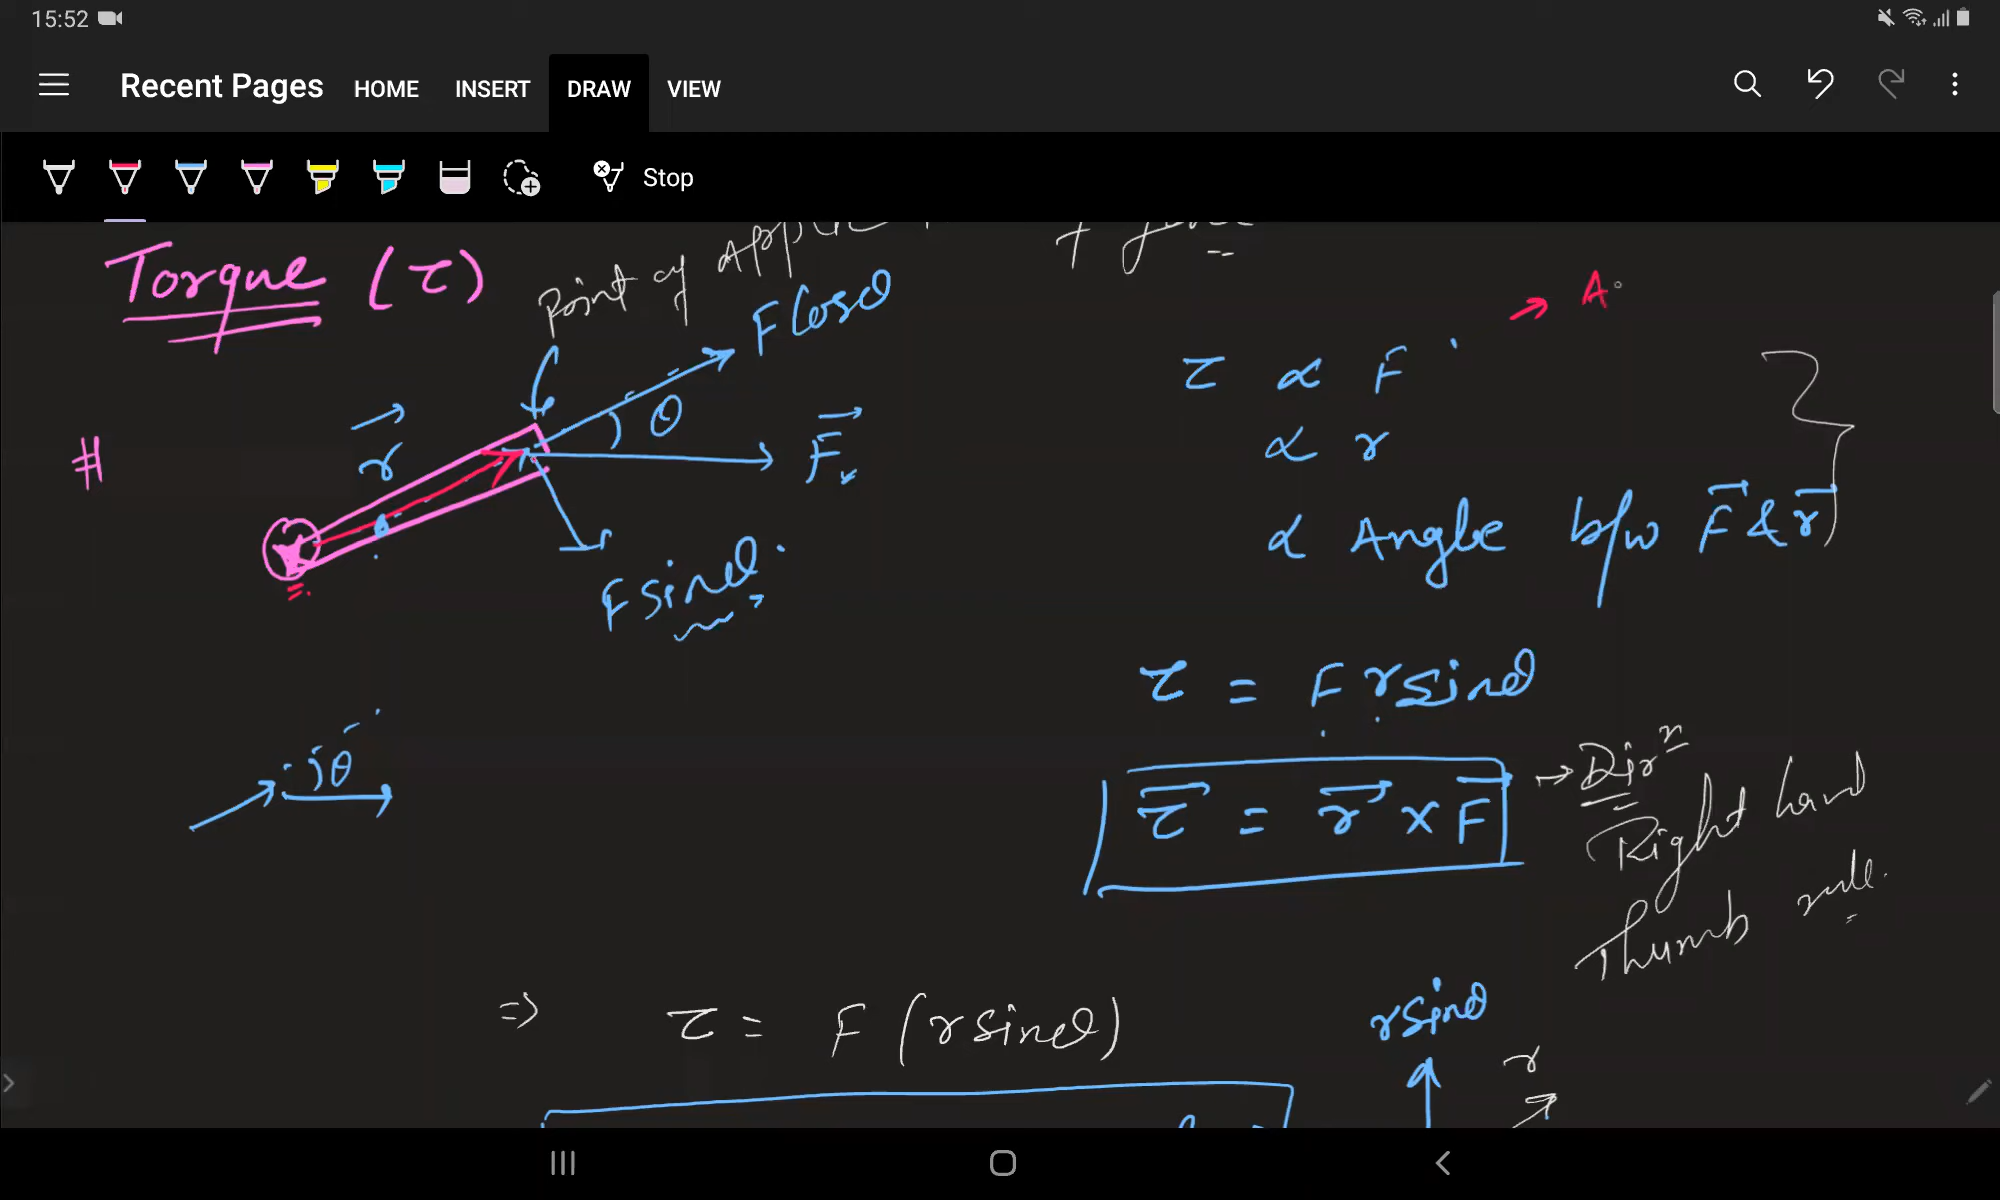 15:52
Recent Pages HOME INSERT DRAW VIEW
Stop
Torque (τ)
Point of
F Cosθ
→ A
τ ∝ F
∝ r
∝ Angle b/w F & r
r
θ
F
#
F sinθ
τ = F r sinθ
θ
τ = r × F
→ Dirⁿ
Right hand
Thumb rule.
⇒ τ = F (r sinθ)
r sinθ
r